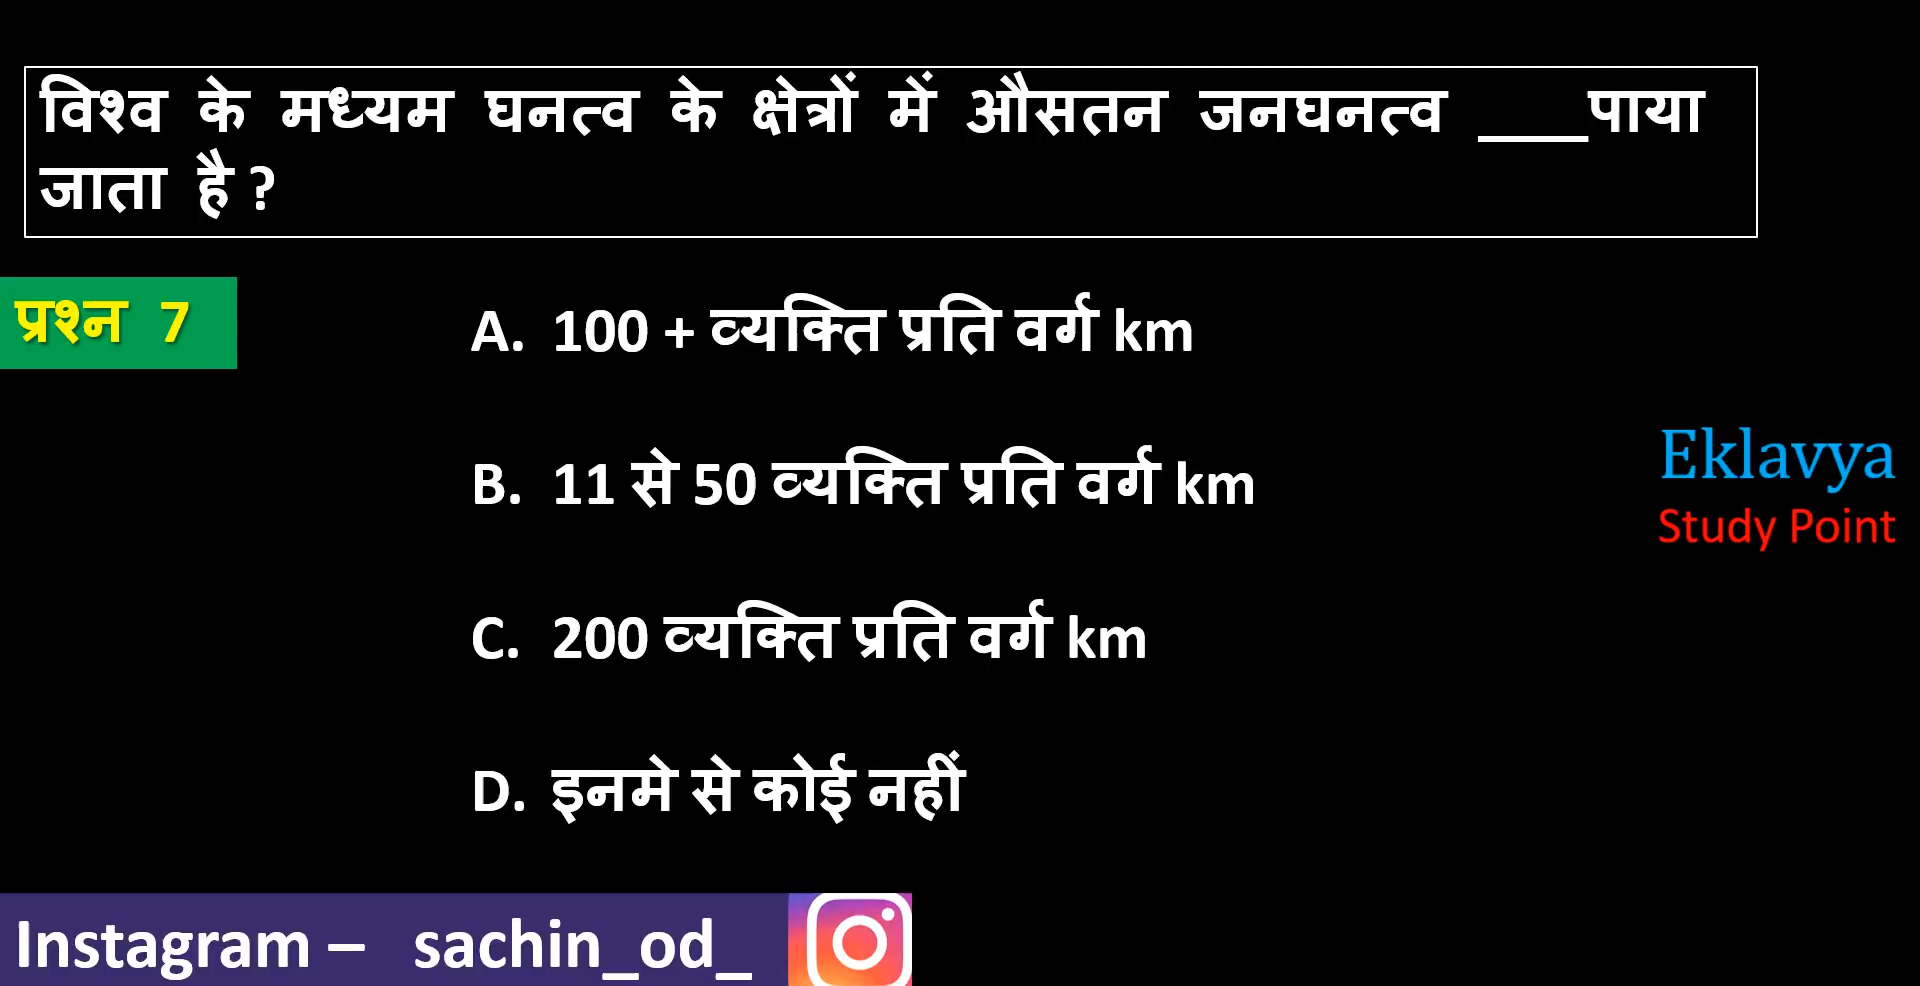 विश्व के मध्यम घनत्व के क्षेत्रों में औसतन जनघनत्व ____पाया
जाता है ?
प्रश्न 7
A. 100 + व्यक्ति प्रति वर्ग km
B. 11 से 50 व्यक्ति प्रति वर्ग km
Eklavya
Study Point
C. 200 व्यक्ति प्रति वर्ग km
D. इनमे से कोई नहीं
Instagram – sachin_od_